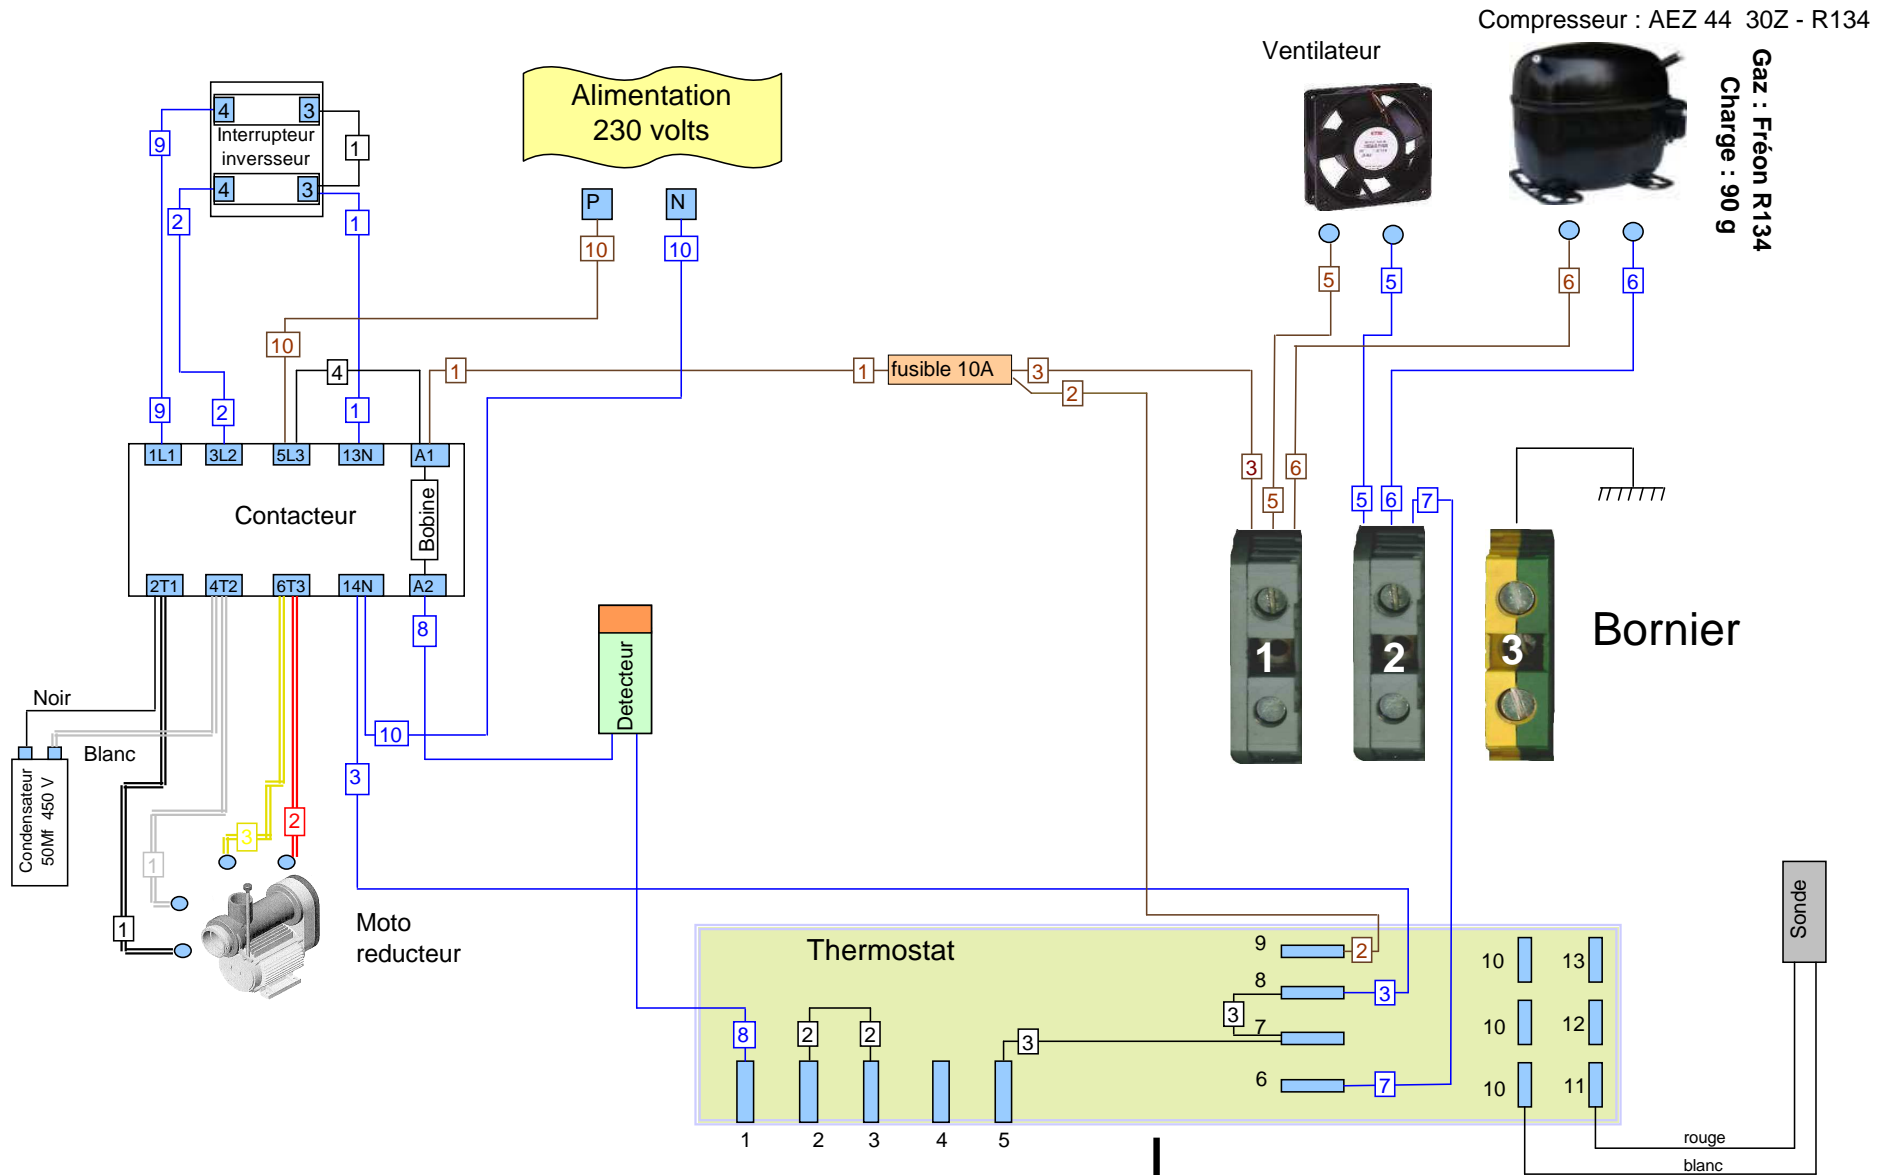 Compresseur : AEZ 44 30Z - R134
Ventilateur
Gaz : Fréon R134
Charge : 90 g
Alimentation
230 volts
P
N
10
10
4
3
Interrupteur
inversseur
4
3
9
1
2
1
10
4
1
1
fusible 10A
3
2
5
5
6
6
9
2
1
1L1
3L2
5L3
13N
A1
Contacteur
Bobine
2T1
4T2
6T3
14N
A2
3
5
6
5
6
7
1
2
3
Bornier
8
Detecteur
Noir
Blanc
10
3
Condensateur
50Mf 450 V
3
2
1
1
Moto
reducteur
Sonde
Thermostat
9
2
8
3
3
7
3
6
7
8
2
2
10
13
10
12
10
11
1
2
3
4
5
rouge
blanc